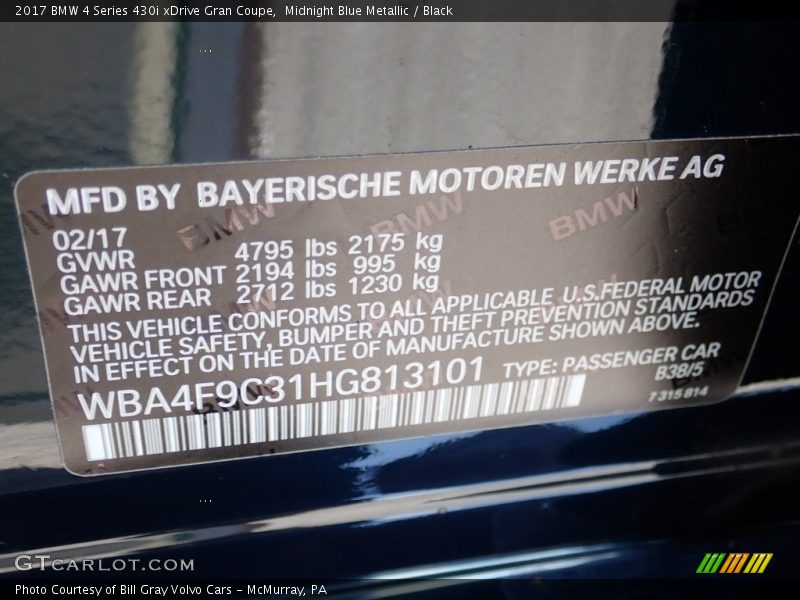 2017 BMW 4 Series 430i xDrive Gran Coupe, Midnight Blue Metallic / Black
MFD BY BAYERISCHE MOTOREN WERKE AG
02/17
GVWR 4795 lbs 2175 kg
GAWR FRONT 2194 lbs 995 kg
GAWR REAR 2712 lbs 1230 kg
THIS VEHICLE CONFORMS TO ALL APPLICABLE U.S.FEDERAL MOTOR
VEHICLE SAFETY, BUMPER AND THEFT PREVENTION STANDARDS
IN EFFECT ON THE DATE OF MANUFACTURE SHOWN ABOVE.
WBA4F9C31HG813101 TYPE: PASSENGER CAR
B38/5
7 315 814
BMW BMW BMW
GTCARLOT.COM
Photo Courtesy of Bill Gray Volvo Cars – McMurray, PA